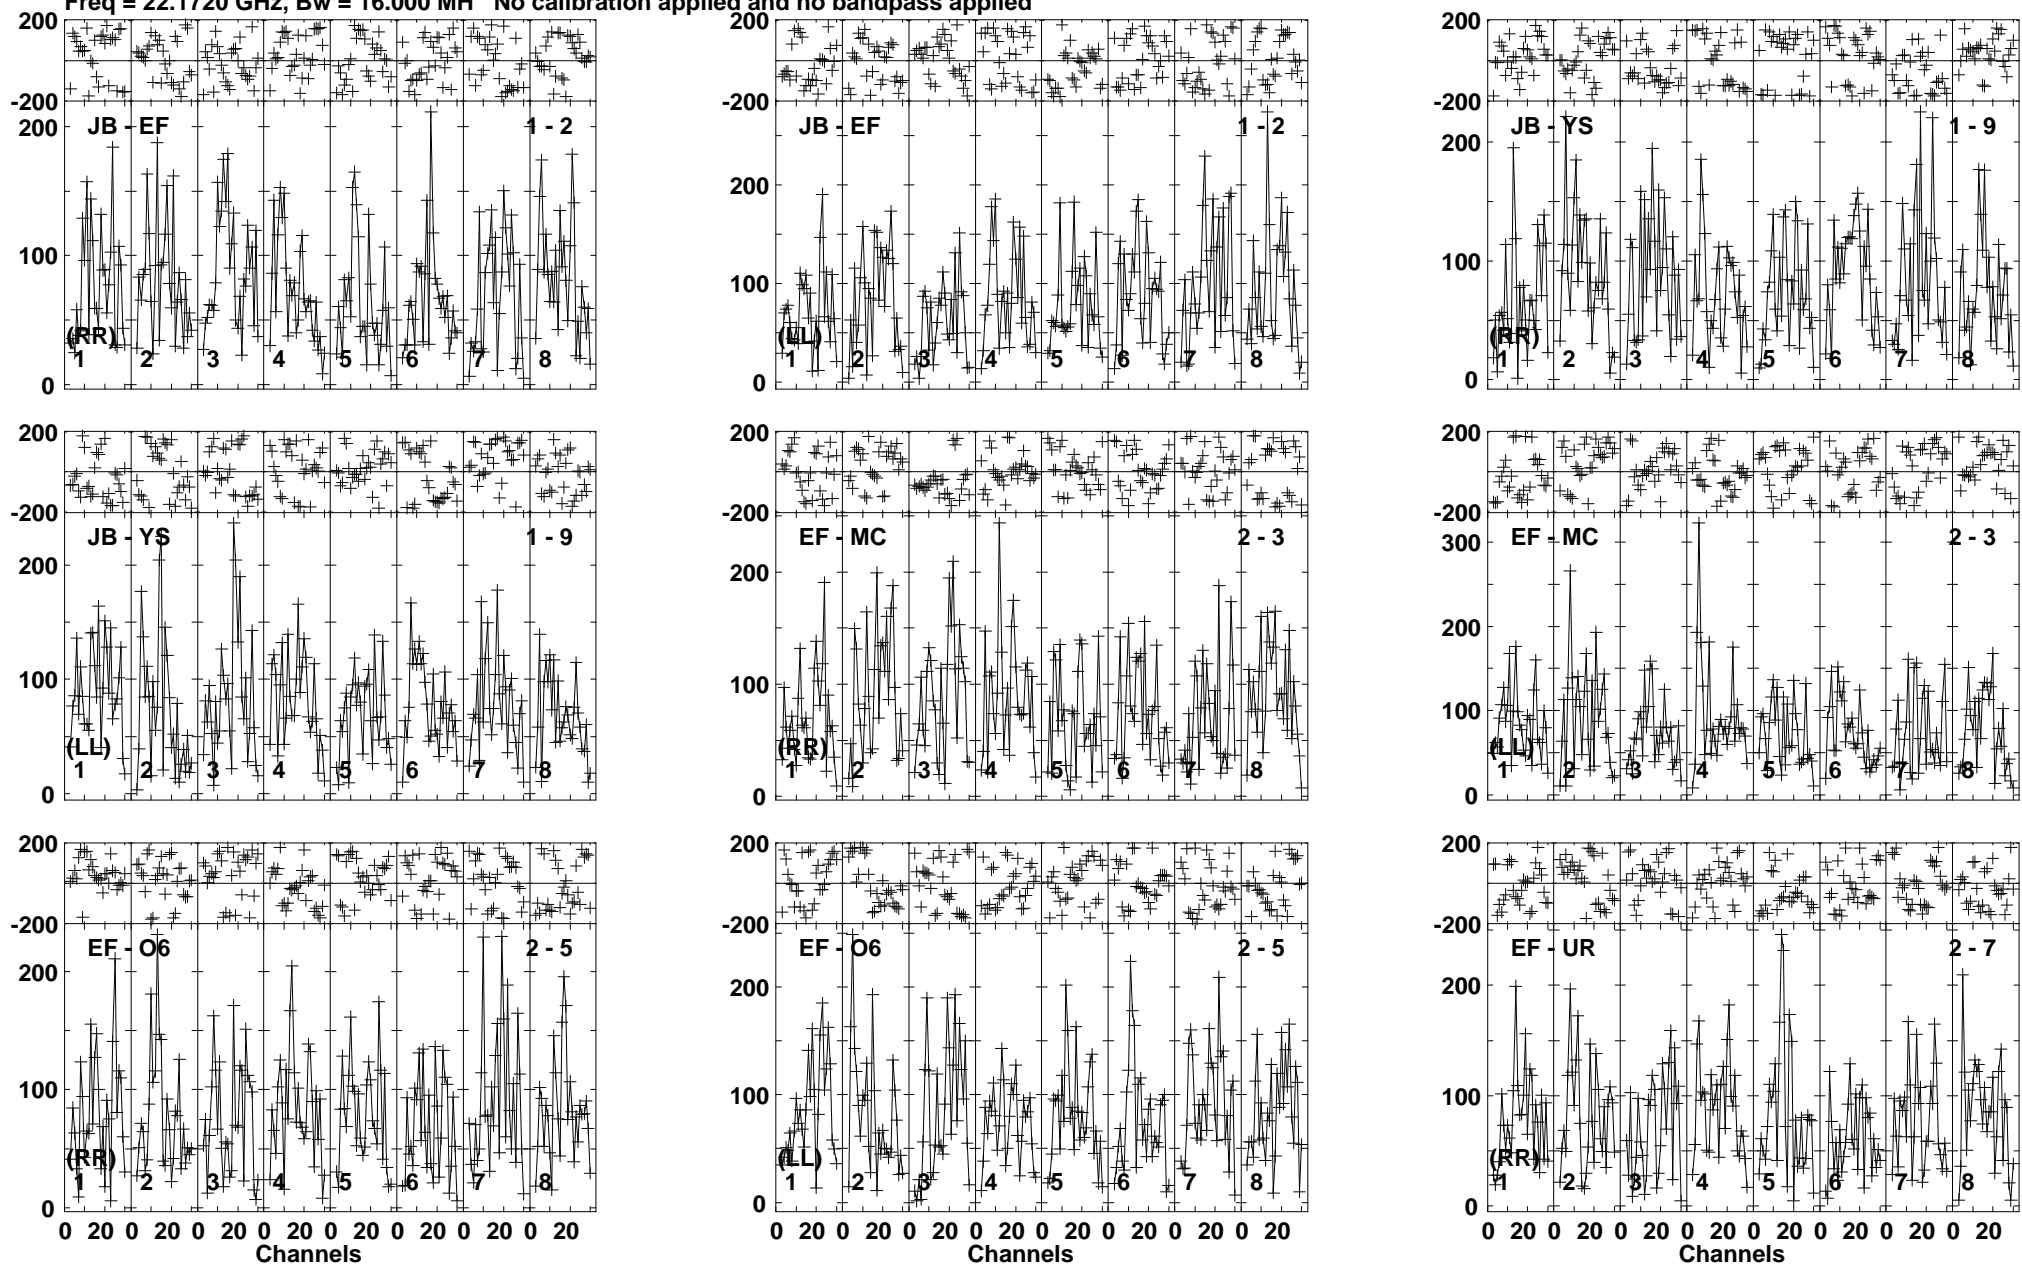 Freq = 22.1720 GHz, Bw = 16.000 MH No calibration applied and no bandpass applied
200 200 200
-200 -200 -200
JB - EF 1 - 2 JB - EF 1 - 2 JB - YS 1 - 9
200 200 200
100 100 100
(RR) (LL) (RR)
1 2 3 4 5 6 7 8 1 2 3 4 5 6 7 8 1 2 3 4 5 6 7 8
0 0 0
200 200 200
-200 -200 -200
JB - YS 1 - 9 EF - MC 2 - 3 EF - MC 2 - 3
200 200 300
200
100 100 100
(LL) (RR) (LL)
1 2 3 4 5 6 7 8 1 2 3 4 5 6 7 8 1 2 3 4 5 6 7 8
0 0 0
200 200 200
-200 -200 -200
EF - O6 2 - 5 EF - O6 2 - 5 EF - UR 2 - 7
200 200 200
100 100 100
(RR) (LL) (RR)
1 2 3 4 5 6 7 8 1 2 3 4 5 6 7 8 1 2 3 4 5 6 7 8
0 0 0
0 20 0 20 0 20 0 20 0 20 0 20 0 20 0 20 0 20 0 20 0 20 0 20 0 20 0 20 0 20 0 20 0 20 0 20 0 20 0 20 0 20 0 20 0 20 0 20
Channels Channels Channels